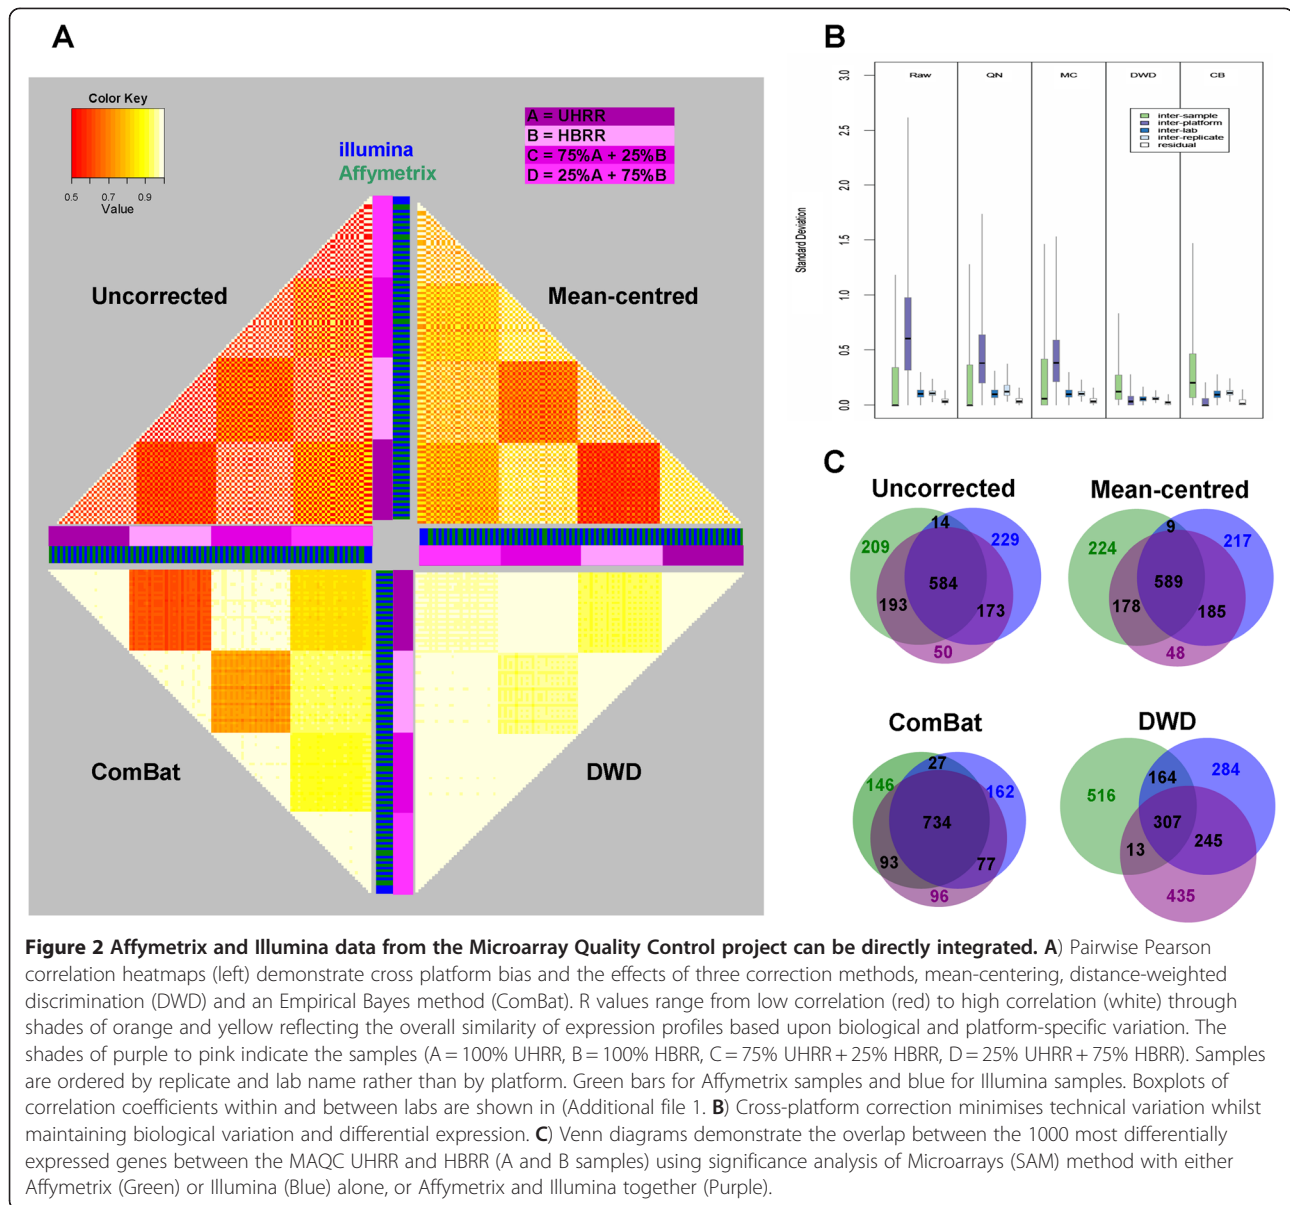 A
Color Key
0.5 0.7 0.9
Value
illumina
Affymetrix
A = UHRR
B = HBRR
C = 75%A + 25%B
D = 25%A + 75%B
Uncorrected
Mean-centred
ComBat
DWD
B
Raw QN MC DWD CB
Standard Deviation
3.0
2.5
2.0
1.5
1.0
0.5
0.0
inter-sample
inter-platform
inter-lab
inter-replicate
residual
C
Uncorrected
14
209
229
584
193
173
50
Mean-centred
9
224
217
589
178
185
48
ComBat
27
146
162
734
93
77
96
DWD
164
284
516
307
13
245
435
Figure 2 Affymetrix and Illumina data from the Microarray Quality Control project can be directly integrated. A) Pairwise Pearson
correlation heatmaps (left) demonstrate cross platform bias and the effects of three correction methods, mean-centering, distance-weighted
discrimination (DWD) and an Empirical Bayes method (ComBat). R values range from low correlation (red) to high correlation (white) through
shades of orange and yellow reflecting the overall similarity of expression profiles based upon biological and platform-specific variation. The
shades of purple to pink indicate the samples (A = 100% UHRR, B = 100% HBRR, C = 75% UHRR + 25% HBRR, D = 25% UHRR + 75% HBRR). Samples
are ordered by replicate and lab name rather than by platform. Green bars for Affymetrix samples and blue for Illumina samples. Boxplots of
correlation coefficients within and between labs are shown in (Additional file 1. B) Cross-platform correction minimises technical variation whilst
maintaining biological variation and differential expression. C) Venn diagrams demonstrate the overlap between the 1000 most differentially
expressed genes between the MAQC UHRR and HBRR (A and B samples) using significance analysis of Microarrays (SAM) method with either
Affymetrix (Green) or Illumina (Blue) alone, or Affymetrix and Illumina together (Purple).